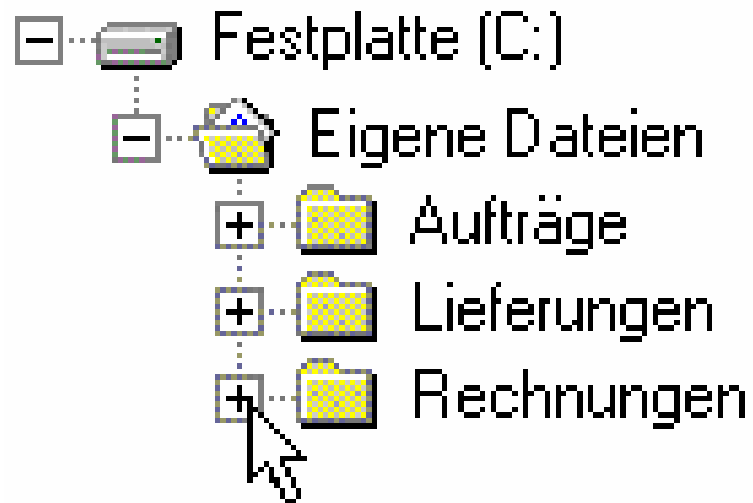 Festplatte (C:)
Eigene Dateien
Aufträge
Lieferungen
Rechnungen